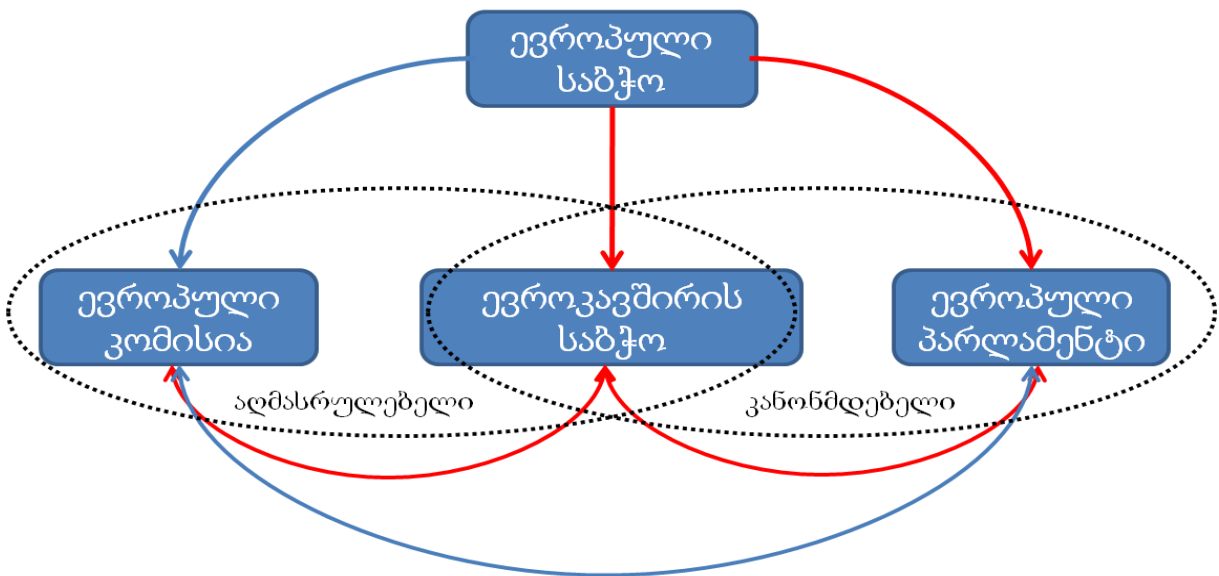 ევროპული
საბჭო
ევროპული
კომისია
ევროკავშირის
საბჭო
ევროპული
პარლამენტი
აღმასრულებელი
კანონმდებელი